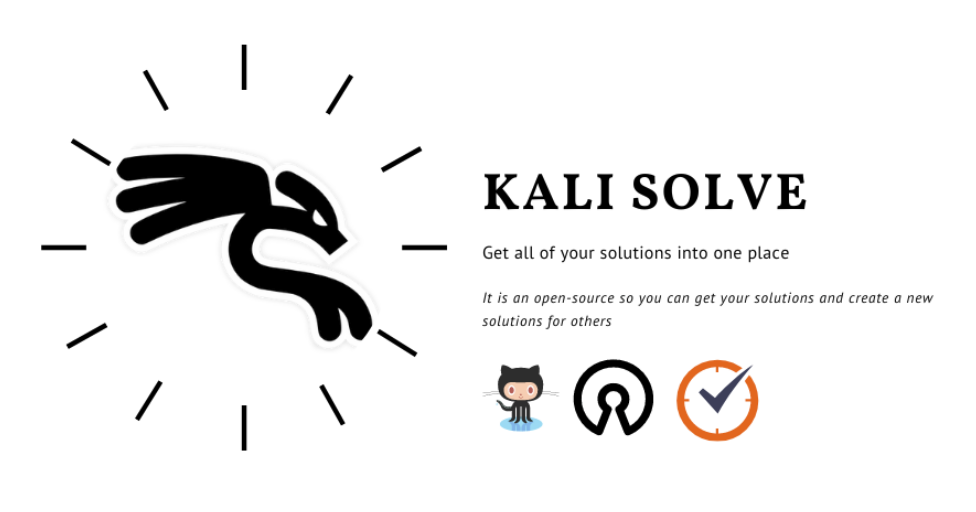 KALI SOLVE
Get all of your solutions into one place
It is an open-source so you can get your solutions and create a new
solutions for others